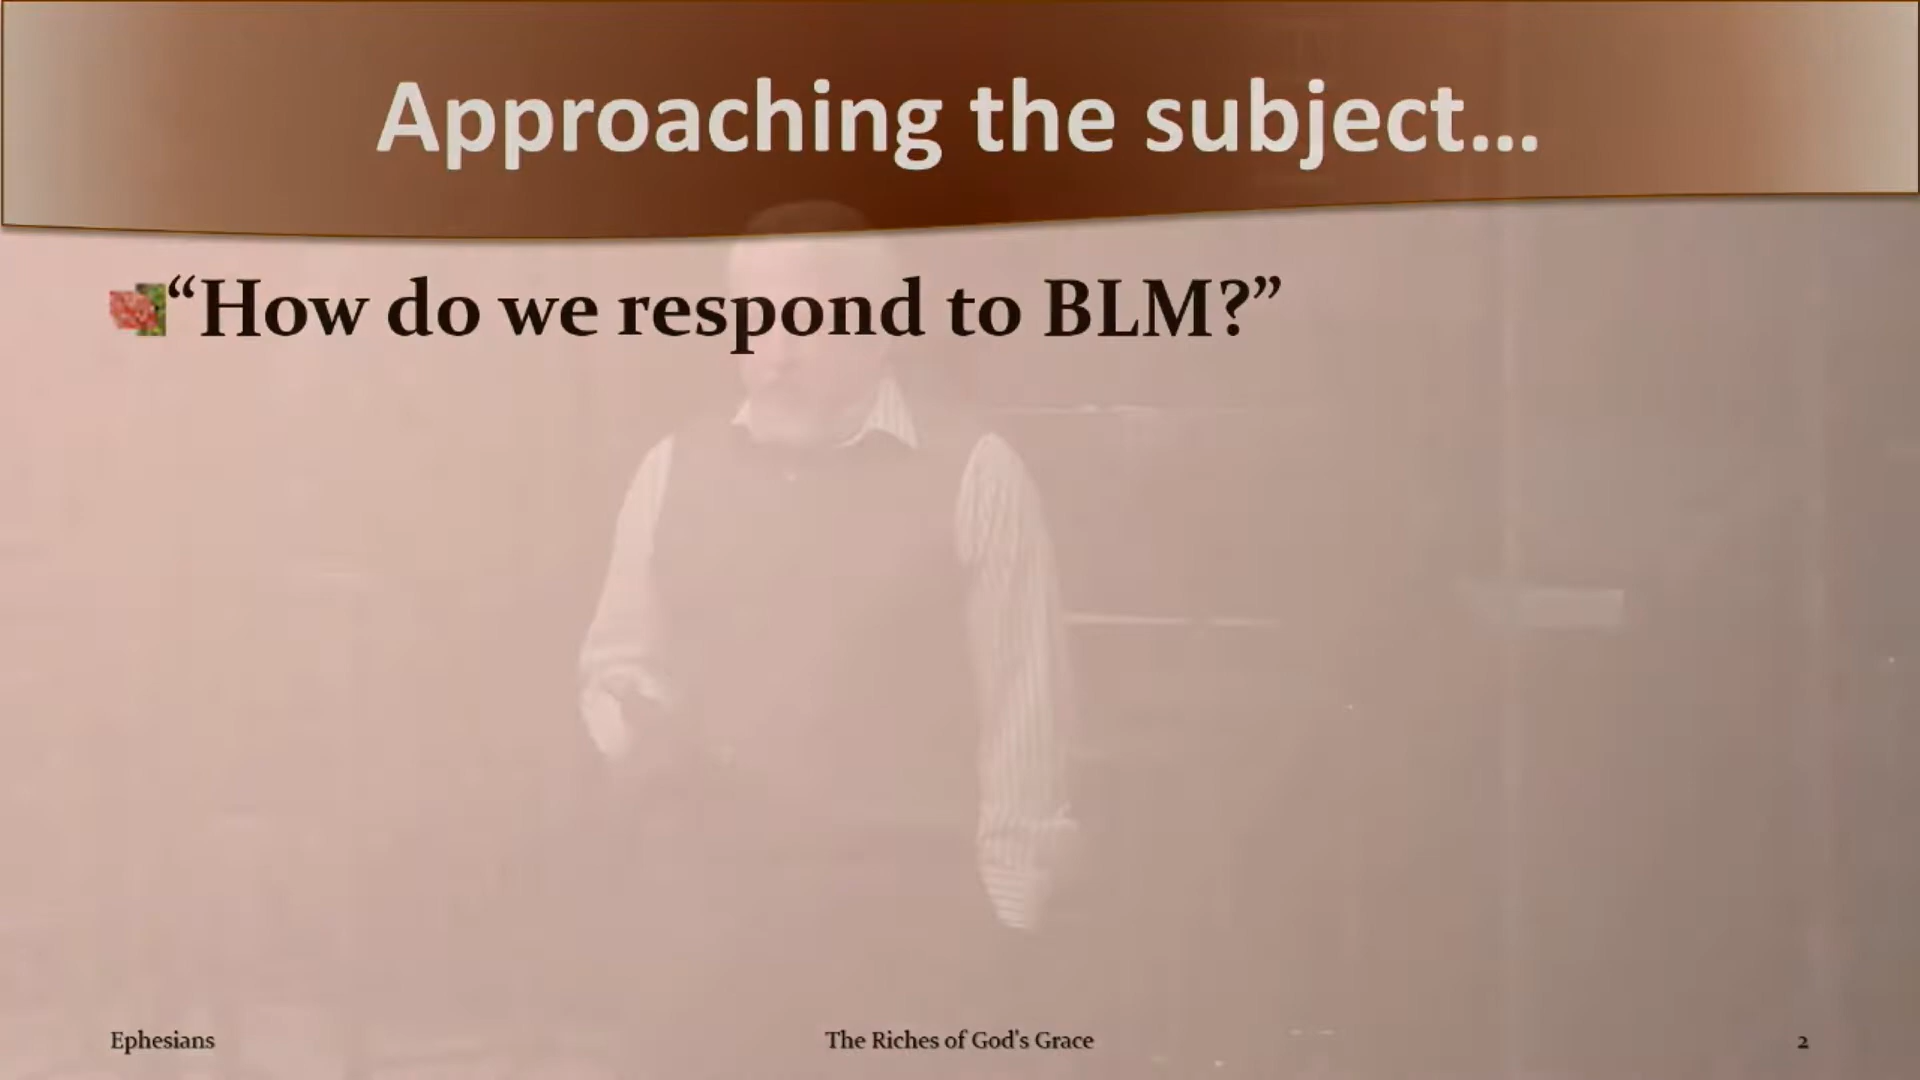 Approaching the subject...
“How do we respond to BLM?”
Ephesians
The Riches of God's Grace
2